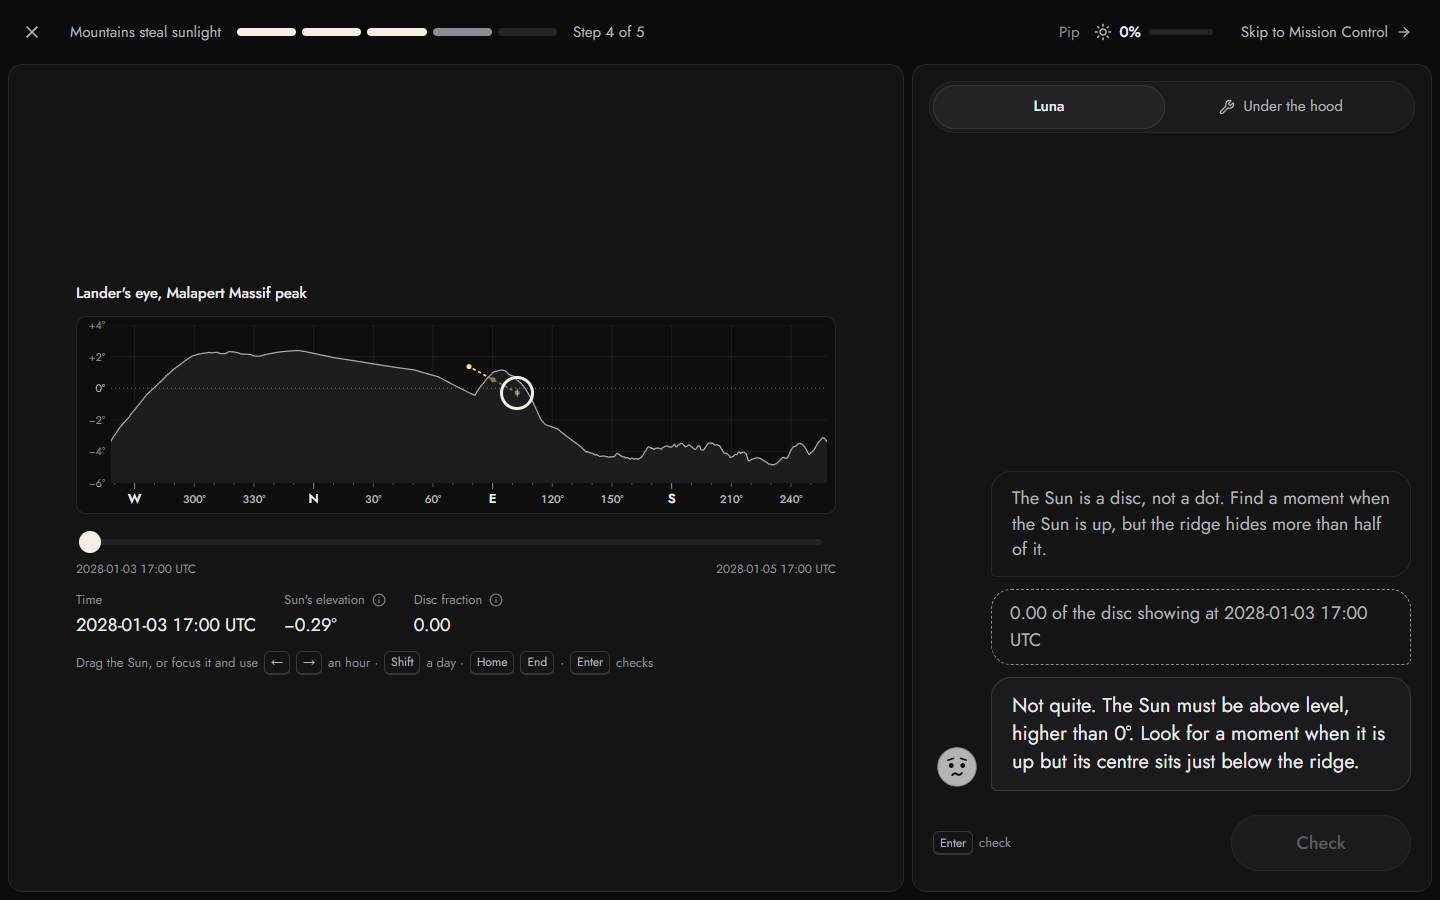 Mountains steal sunlight
Step 4 of 5
Pip
0%
Skip to Mission Control →
Luna
Under the hood
Lander's eye, Malapert Massif peak
+4°
+2°
0°
−2°
−4°
−6°
W 300° 330° N 30° 60° E 120° 150° S 210° 240°
2028-01-03 17:00 UTC
2028-01-05 17:00 UTC
Time
Sun's elevation
Disc fraction
2028-01-03 17:00 UTC
−0.29°
0.00
Drag the Sun, or focus it and use ← → an hour · Shift a day · Home End · Enter checks
The Sun is a disc, not a dot. Find a moment when
the Sun is up, but the ridge hides more than half
of it.
0.00 of the disc showing at 2028-01-03 17:00
UTC
Not quite. The Sun must be above level,
higher than 0°. Look for a moment when it is
up but its centre sits just below the ridge.
Enter check
Check